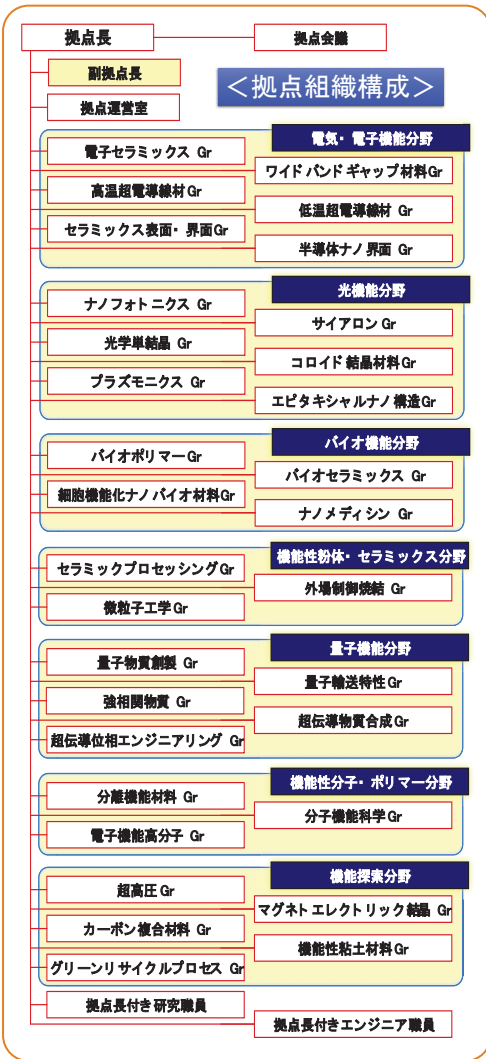 拠点長
拠点会議
副拠点長
＜拠点組織構成＞
拠点運営室
電気・電子機能分野
電子セラミックス Gr
ワイドバンドギャップ材料Gr
高温超電導線材Gr
低温超電導線材 Gr
セラミックス表面・界面Gr
半導体ナノ界面 Gr
光機能分野
ナノフォトニクス Gr
サイアロン Gr
光学単結晶 Gr
コロイド結晶材料Gr
プラズモニクス Gr
エピタキシャルナノ構造Gr
バイオ機能分野
バイオポリマーGr
バイオセラミックス Gr
細胞機能化ナノバイオ材料Gr
ナノメディシン Gr
機能性粉体・セラミックス分野
セラミックプロセッシングGr
外場制御焼結 Gr
微粒子工学Gr
量子機能分野
量子物質創製 Gr
量子輸送特性Gr
強相関物質 Gr
超伝導物質合成Gr
超伝導位相エンジニアリング Gr
機能性分子・ポリマー分野
分離機能材料 Gr
分子機能科学Gr
電子機能高分子 Gr
機能探索分野
超高圧Gr
マグネトエレクトリック結晶 Gr
カーボン複合材料 Gr
機能性粘土材料Gr
グリーンリサイクルプロセス Gr
拠点長付き研究職員
拠点長付きエンジニア職員